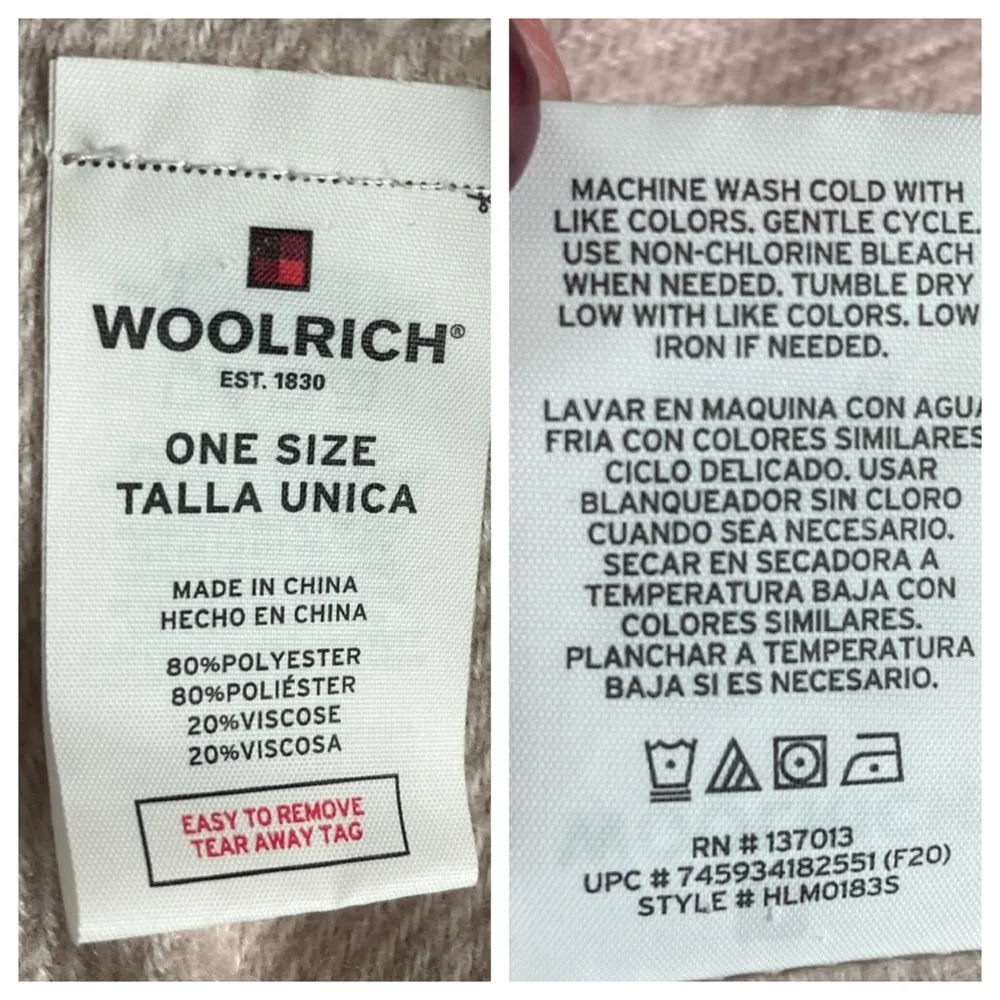 WOOLRICH®
EST. 1830
ONE SIZE
TALLA UNICA
MADE IN CHINA
HECHO EN CHINA
80%POLYESTER
80%POLIÉSTER
20%VISCOSE
20%VISCOSA
EASY TO REMOVE
TEAR AWAY TAG
MACHINE WASH COLD WITH
LIKE COLORS. GENTLE CYCLE.
USE NON-CHLORINE BLEACH
WHEN NEEDED. TUMBLE DRY
LOW WITH LIKE COLORS. LOW
IRON IF NEEDED.
LAVAR EN MAQUINA CON AGUA
FRIA CON COLORES SIMILARES
CICLO DELICADO. USAR
BLANQUEADOR SIN CLORO
CUANDO SEA NECESARIO.
SECAR EN SECADORA A
TEMPERATURA BAJA CON
COLORES SIMILARES.
PLANCHAR A TEMPERATURA
BAJA SI ES NECESARIO.
RN # 137013
UPC # 745934182551 (F20)
STYLE # HLM0183S